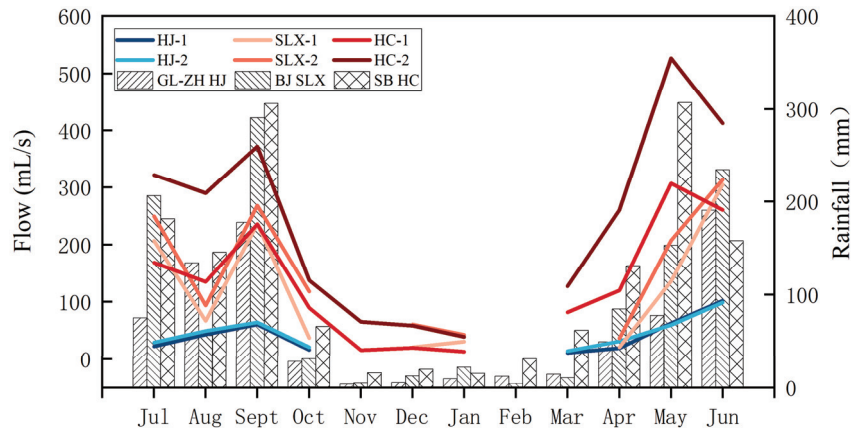 600
500
400
300
200
100
0
Flow (mL/s)
HJ-1 SLX-1 HC-1
HJ-2 SLX-2 HC-2
GL-ZH HJ BJ SLX SB HC
400
300
200
100
0
Rainfall（mm）
Jul Aug Sept Oct Nov Dec Jan Feb Mar Apr May Jun